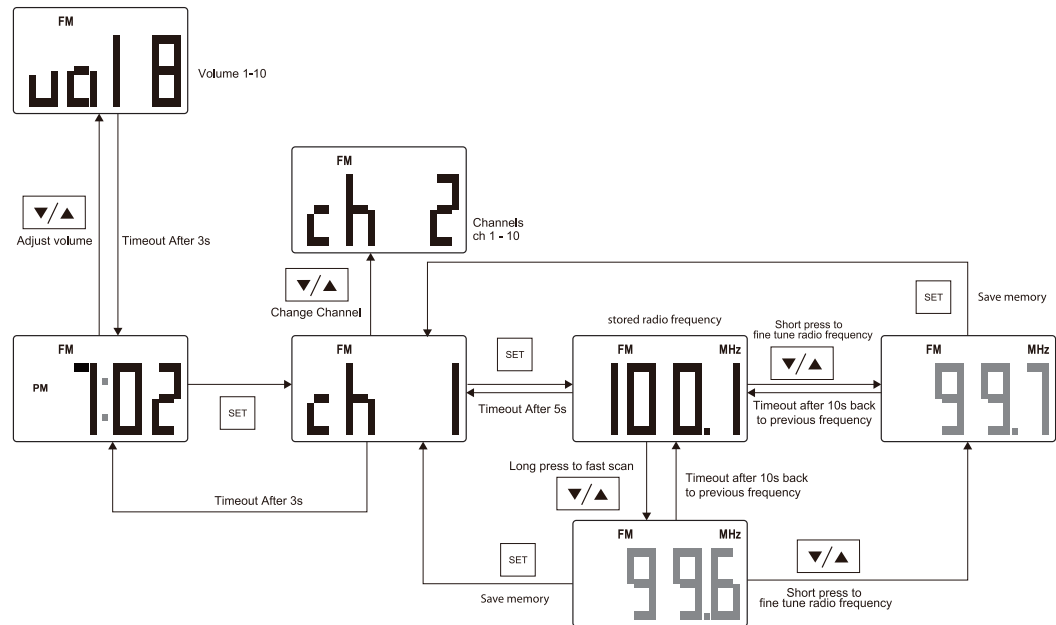 FM
val 8
Volume 1-10
▼/▲
Adjust volume
Timeout After 3s
FM
ch 2
Channels
ch 1 - 10
▼/▲
Change Channel
FM
PM
7:02
SET
Timeout After 3s
FM
ch 1
SET
Timeout After 5s
stored radio frequency
FM MHz
100.1
Short press to
fine tune radio frequency
▼/▲
Timeout after 10s back
to previous frequency
SET
Save memory
FM MHz
99.7
Long press to fast scan
▼/▲
Timeout after 10s back
to previous frequency
SET
Save memory
FM MHz
99.6
▼/▲
Short press to
fine tune radio frequency